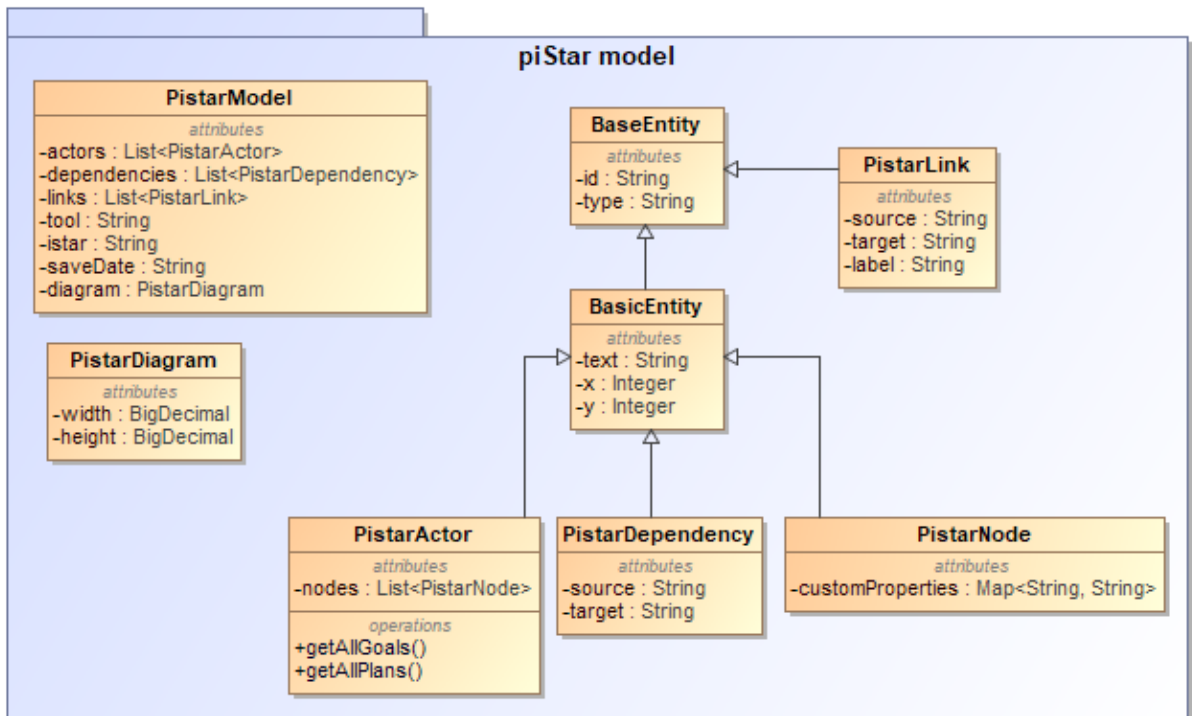 piStar model
PistarModel
attributes
-actors : List<PistarActor>
-dependencies : List<PistarDependency>
-links : List<PistarLink>
-tool : String
-istar : String
-saveDate : String
-diagram : PistarDiagram
BaseEntity
attributes
-id : String
-type : String
PistarLink
attributes
-source : String
-target : String
-label : String
BasicEntity
attributes
-text : String
-x : Integer
-y : Integer
PistarDiagram
attributes
-width : BigDecimal
-height : BigDecimal
PistarActor
attributes
-nodes : List<PistarNode>
operations
+getAllGoals()
+getAllPlans()
PistarDependency
attributes
-source : String
-target : String
PistarNode
attributes
-customProperties : Map<String, String>